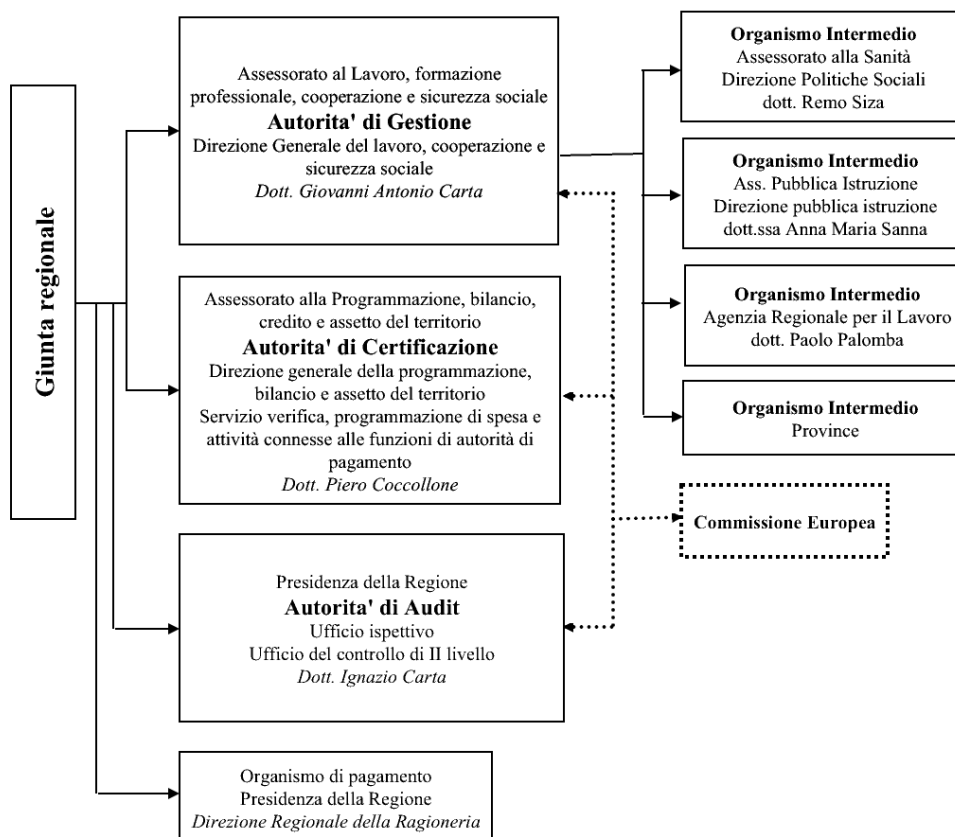 Giunta regionale
Assessorato al Lavoro, formazione
professionale, cooperazione e sicurezza sociale
Autorita' di Gestione
Direzione Generale del lavoro, cooperazione e
sicurezza sociale
Dott. Giovanni Antonio Carta
Assessorato alla Programmazione, bilancio,
credito e assetto del territorio
Autorita' di Certificazione
Direzione generale della programmazione,
bilancio e assetto del territorio
Servizio verifica, programmazione di spesa e
attività connesse alle funzioni di autorità di
pagamento
Dott. Piero Coccollone
Presidenza della Regione
Autorita' di Audit
Ufficio ispettivo
Ufficio del controllo di II livello
Dott. Ignazio Carta
Organismo di pagamento
Presidenza della Regione
Direzione Regionale della Ragioneria
Organismo Intermedio
Assessorato alla Sanità
Direzione Politiche Sociali
dott. Remo Siza
Organismo Intermedio
Ass. Pubblica Istruzione
Direzione pubblica istruzione
dott.ssa Anna Maria Sanna
Organismo Intermedio
Agenzia Regionale per il Lavoro
dott. Paolo Palomba
Organismo Intermedio
Province
Commissione Europea